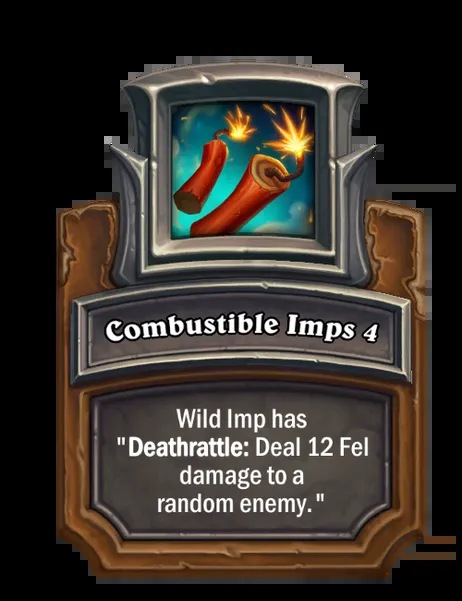 Combustible Imps 4
Wild Imp has
"Deathrattle: Deal 12 Fel
damage to a
random enemy."